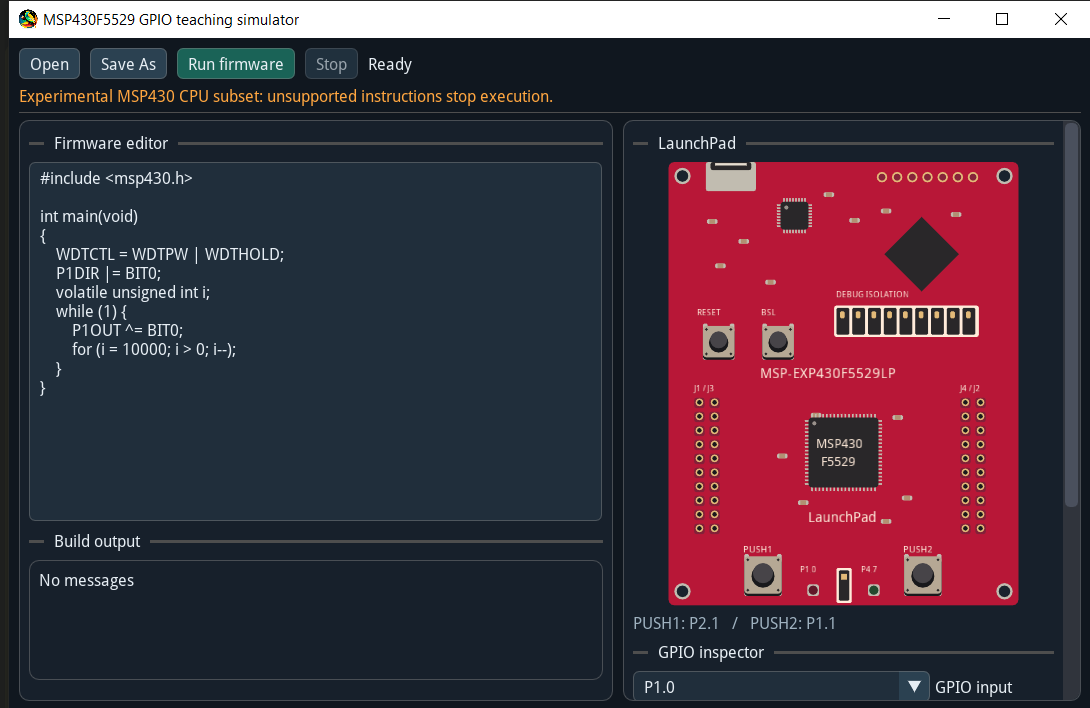 MSP430F5529 GPIO teaching simulator
Open Save As Run firmware Stop Ready
Experimental MSP430 CPU subset: unsupported instructions stop execution.
Firmware editor
#include <msp430.h>
int main(void)
{
WDTCTL = WDTPW | WDTHOLD;
P1DIR |= BIT0;
volatile unsigned int i;
while (1) {
P1OUT ^= BIT0;
for (i = 10000; i > 0; i--);
}
}
Build output
No messages
LaunchPad
DEBUG ISOLATION
RESET BSL
MSP-EXP430F5529LP
J1 / J3 J4 / J2
MSP430
F5529
LaunchPad
PUSH1 PUSH2
P1 0 P4 7
PUSH1: P2.1 / PUSH2: P1.1
GPIO inspector
P1.0 GPIO input